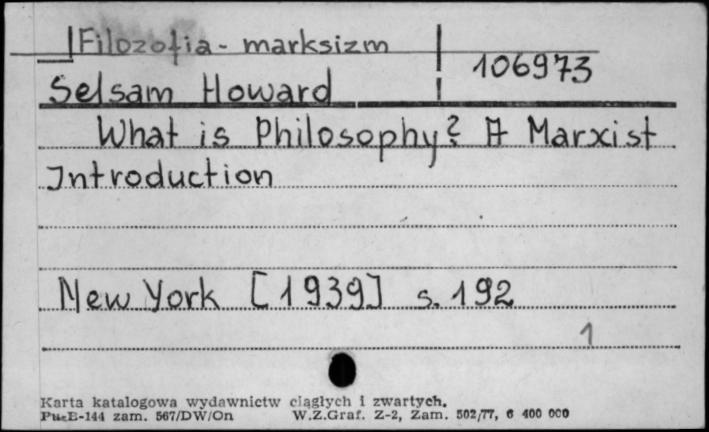 Filozofia - marksizm
106973
Selsam Howard
What is Philosophy? A Marxist
Introduction
New York [1939] s. 192
1
Karta katalogowa wydawnictw ciągłych i zwartych.
Pu-E-144 zam. 567/DW/On W.Z.Graf. Z-2, Zam. 502/77, 6 400 000